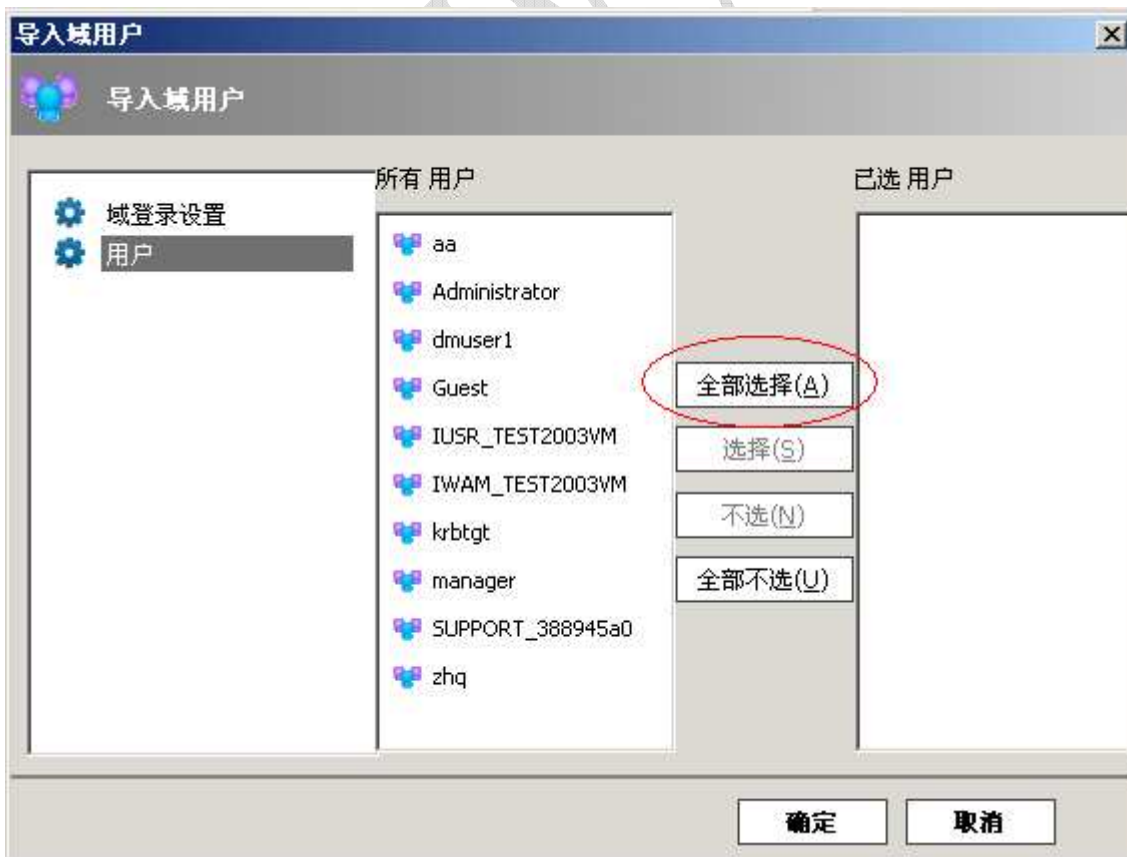 导入域用户
导入域用户
域登录设置
用户
所有 用户
aa
Administrator
dmuser1
Guest
IUSR_TEST2003VM
IWAM_TEST2003VM
krbtgt
manager
SUPPORT_388945a0
zhq
全部选择(A)
选择(S)
不选(N)
全部不选(U)
已选 用户
确定
取消